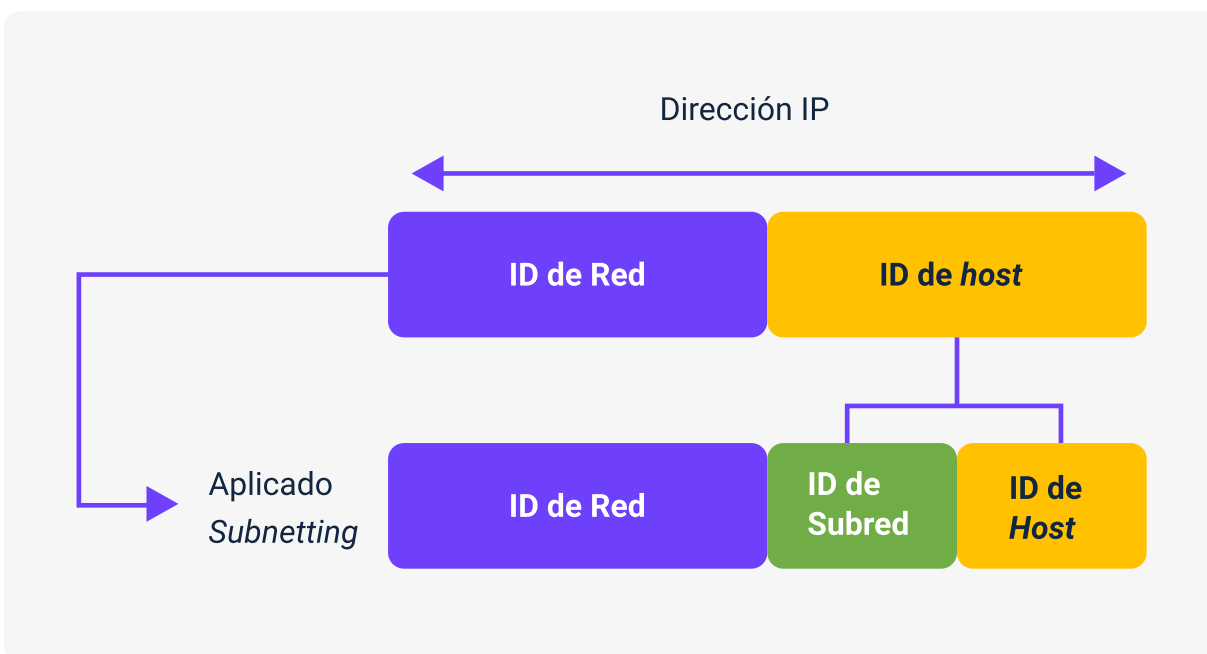 Dirección IP
ID de Red
ID de host
Aplicado
Subnetting
ID de Red
ID de
Subred
ID de
Host